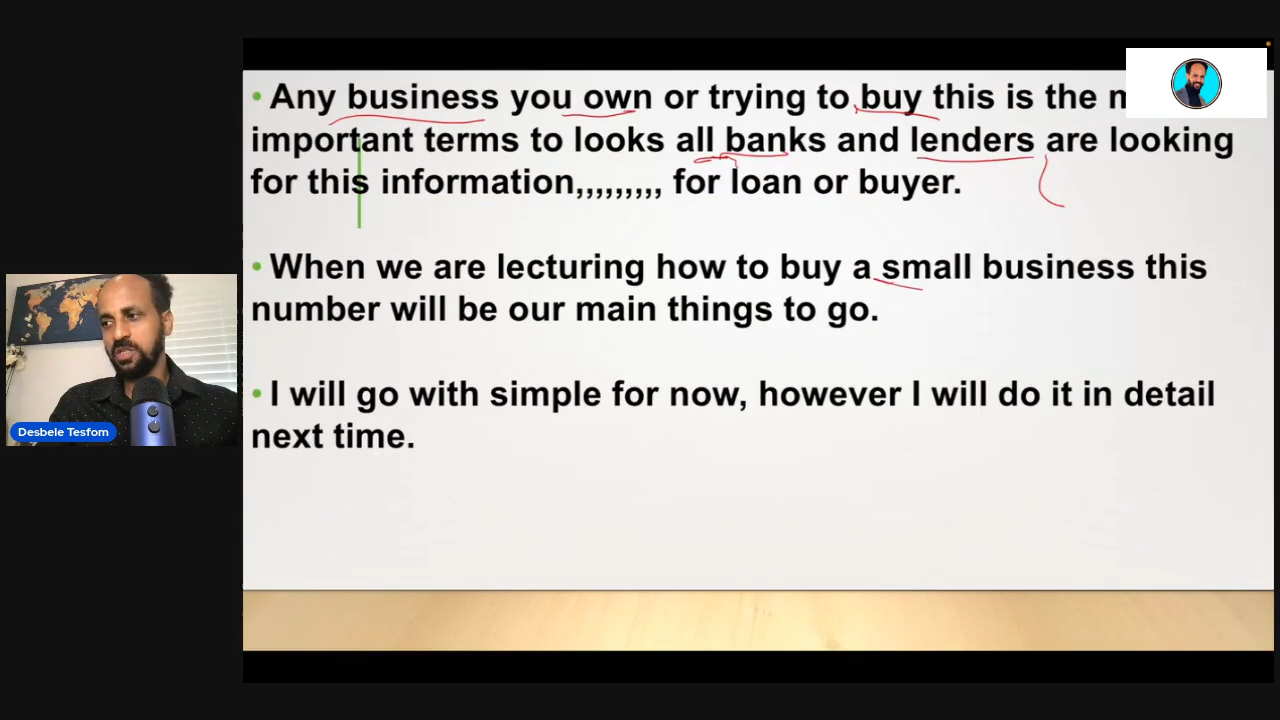 • Any business you own or trying to buy this is the
important terms to looks all banks and lenders are looking
for this information,,,,,,,,, for loan or buyer.
• When we are lecturing how to buy a small business this
number will be our main things to go.
• I will go with simple for now, however I will do it in detail
next time.
Desbele Tesfom